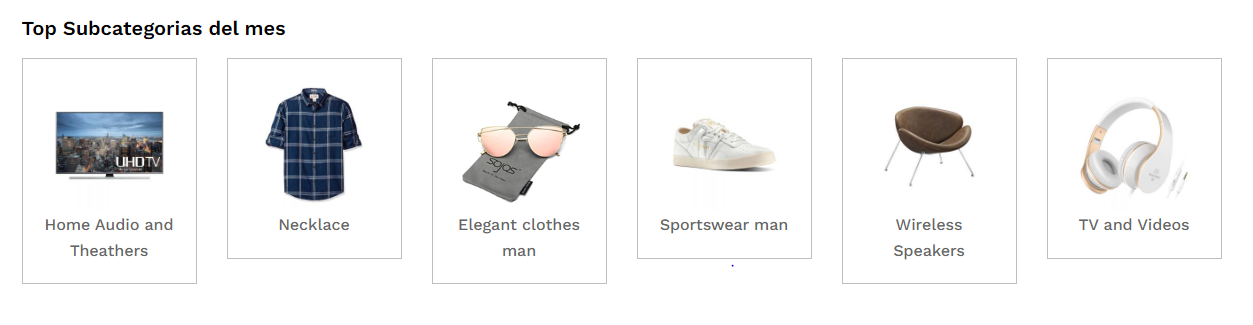 Top Subcategorias del mes
UHDTV
SOJOS
Home Audio and
Theathers
Necklace
Elegant clothes
man
Sportswear man
Wireless
Speakers
TV and Videos